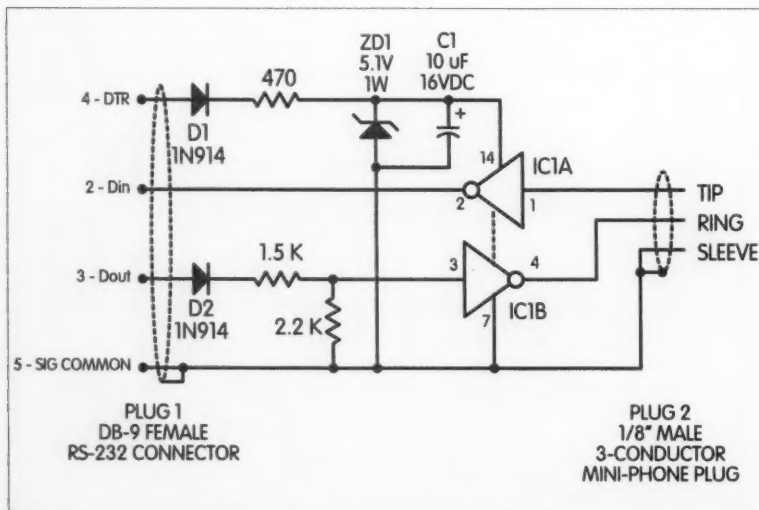 ZD1
5.1V
1W
C1
10 uF
16VDC
+
4 - DTR
470
D1
1N914
14
IC1A
2 - Din
2
1
TIP
RING
SLEEVE
3 - Dout
1.5 K
3
4
D2
1N914
2.2 K
7
IC1B
5 - SIG COMMON
PLUG 1
DB-9 FEMALE
RS-232 CONNECTOR
PLUG 2
1/8" MALE
3-CONDUCTOR
MINI-PHONE PLUG